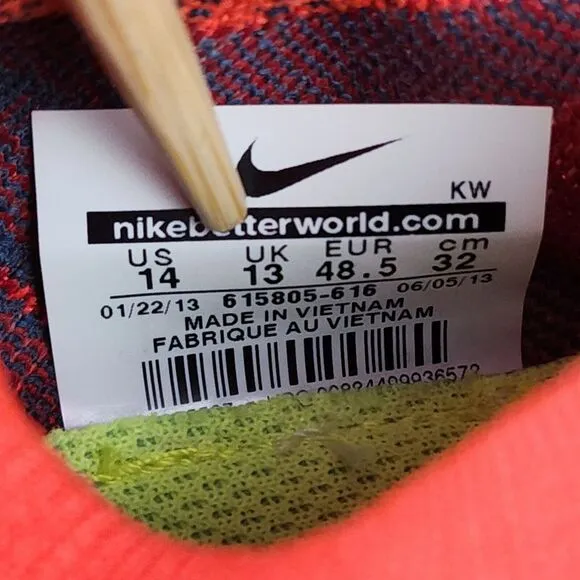 KW
nikebetterworld.com
US UK EUR cm
14 13 48.5 32
01/22/13 615805-616 06/05/13
MADE IN VIETNAM
FABRIQUE AU VIETNAM
00884499936572